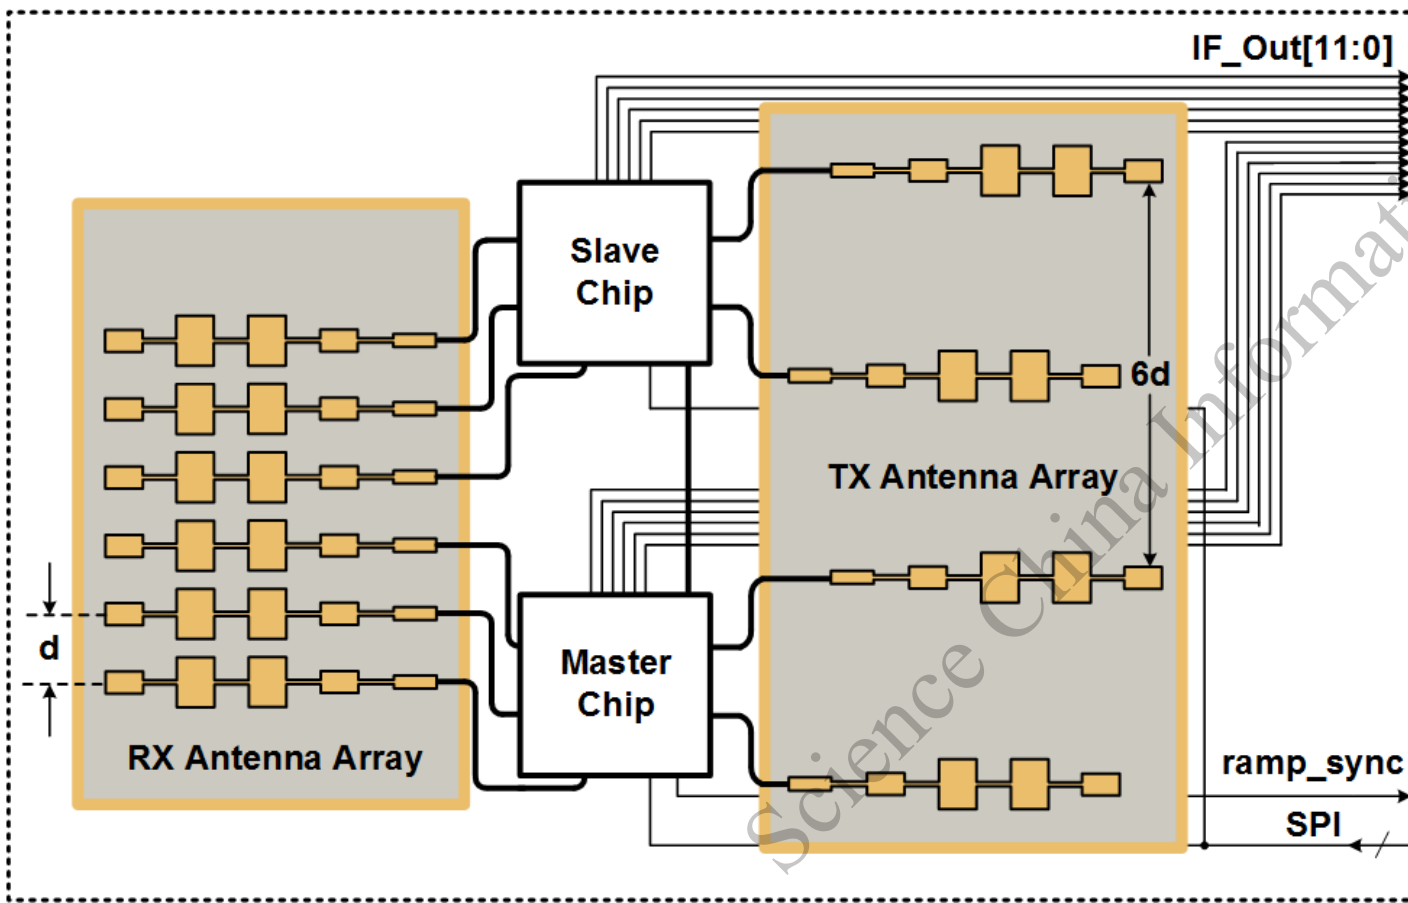 IF_Out[11:0]
Slave
Chip
6d
TX Antenna Array
d
Master
Chip
RX Antenna Array
ramp_sync
SPI
Science China Informati